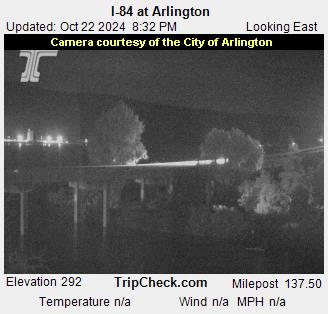 I-84 at Arlington
Updated: Oct 22 2024 8:32 PM Looking East
Camera courtesy of the City of Arlington
Elevation 292 TripCheck.com Milepost 137.50
Temperature n/a Wind n/a MPH n/a